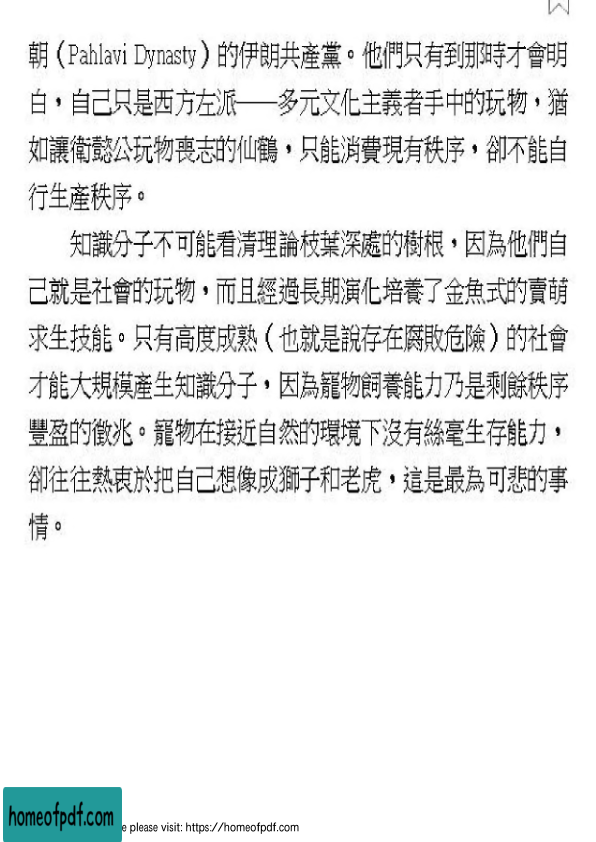 朝（Pahlavi Dynasty）的伊朗共產黨。他們只有到那時才會明
白，自己只是西方左派——多元文化主義者手中的玩物，猶
如讓衛懿公玩物喪志的仙鶴，只能消費現有秩序，卻不能自
行生產秩序。
知識分子不可能看清理論枝葉深處的樹根，因為他們自
己就是社會的玩物，而且經過長期演化培養了金魚式的賣萌
求生技能。只有高度成熟（也就是說存在腐敗危險）的社會
才能大規模產生知識分子，因為寵物飼養能力乃是剩餘秩序
豐盈的徵兆。寵物在接近自然的環境下沒有絲毫生存能力，
卻往往熱衷於把自己想像成獅子和老虎，這是最為可悲的事
情。
homeofpdf.com
e please visit: https://homeofpdf.com